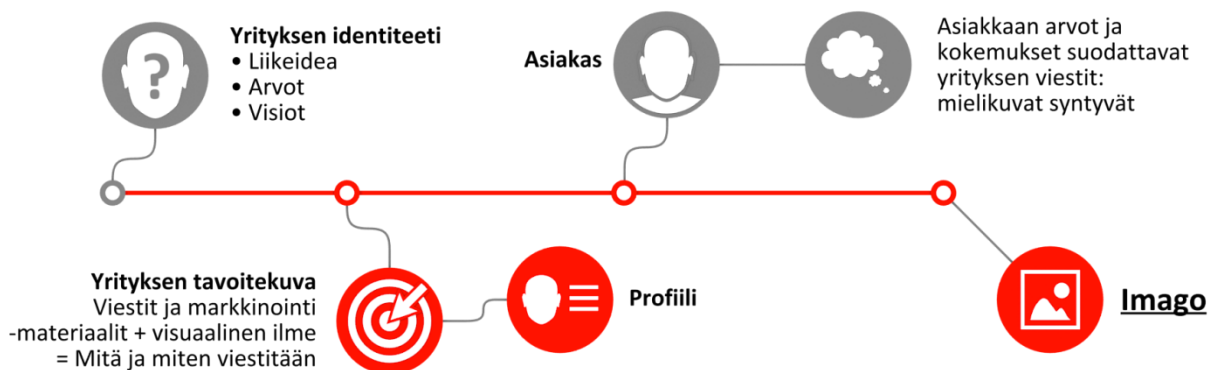 Yrityksen identiteeti
• Liikeidea
• Arvot
• Visiot
Yrityksen tavoitekuva
Viestit ja markkinointi
-materiaalit + visuaalinen ilme
= Mitä ja miten viestitään
Profiili
Asiakas
Asiakkaan arvot ja
kokemukset suodattavat
yrityksen viestit:
mielikuvat syntyvät
Imago